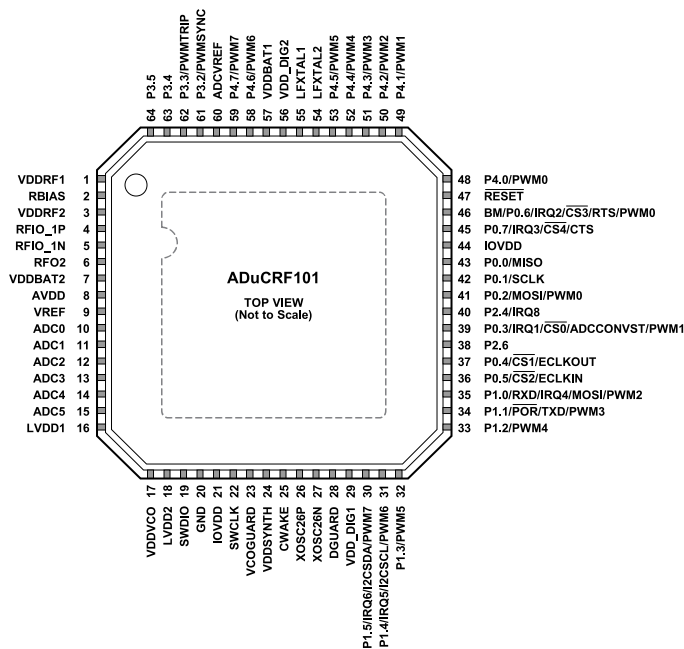 64 P3.5
63 P3.4
62 P3.3/PWMTRIP
61 P3.2/PWMSYNC
60 ADCVREF
59 P4.7/PWM7
58 P4.6/PWM6
57 VDDBAT1
56 VDD_DIG2
55 LFXTAL1
54 LFXTAL2
53 P4.5/PWM5
52 P4.4/PWM4
51 P4.3/PWM3
50 P4.2/PWM2
49 P4.1/PWM1
VDDRF1 1
RBIAS 2
VDDRF2 3
RFIO_1P 4
RFIO_1N 5
RFO2 6
VDDBAT2 7
AVDD 8
VREF 9
ADC0 10
ADC1 11
ADC2 12
ADC3 13
ADC4 14
ADC5 15
LVDD1 16
ADuCRF101
TOP VIEW
(Not to Scale)
48 P4.0/PWM0
47 RESET
46 BM/P0.6/IRQ2/CS3/RTS/PWM0
45 P0.7/IRQ3/CS4/CTS
44 IOVDD
43 P0.0/MISO
42 P0.1/SCLK
41 P0.2/MOSI/PWM0
40 P2.4/IRQ8
39 P0.3/IRQ1/CS0/ADCCONVST/PWM1
38 P2.6
37 P0.4/CS1/ECLKOUT
36 P0.5/CS2/ECLKIN
35 P1.0/RXD/IRQ4/MOSI/PWM2
34 P1.1/POR/TXD/PWM3
33 P1.2/PWM4
VDDVCO 17
LVDD2 18
SWDIO 19
GND 20
IOVDD 21
SWCLK 22
VCOGUARD 23
VDDSYNTH 24
CWAKE 25
XOSC26P 26
XOSC26N 27
DGUARD 28
VDD_DIG1 29
P1.5/IRQ6/I2CSDA/PWM7 30
P1.4/IRQ5/I2CSCL/PWM6 31
P1.3/PWM5 32